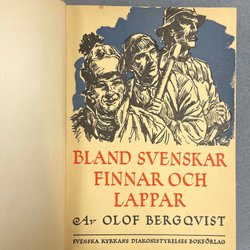 BLAND SVENSKAR
FINNAR OCH
LAPPAR
Av OLOF BERGQVIST
SVENSKA KYRKANS DIAKONISTYRELSES BOKFÖRLAG